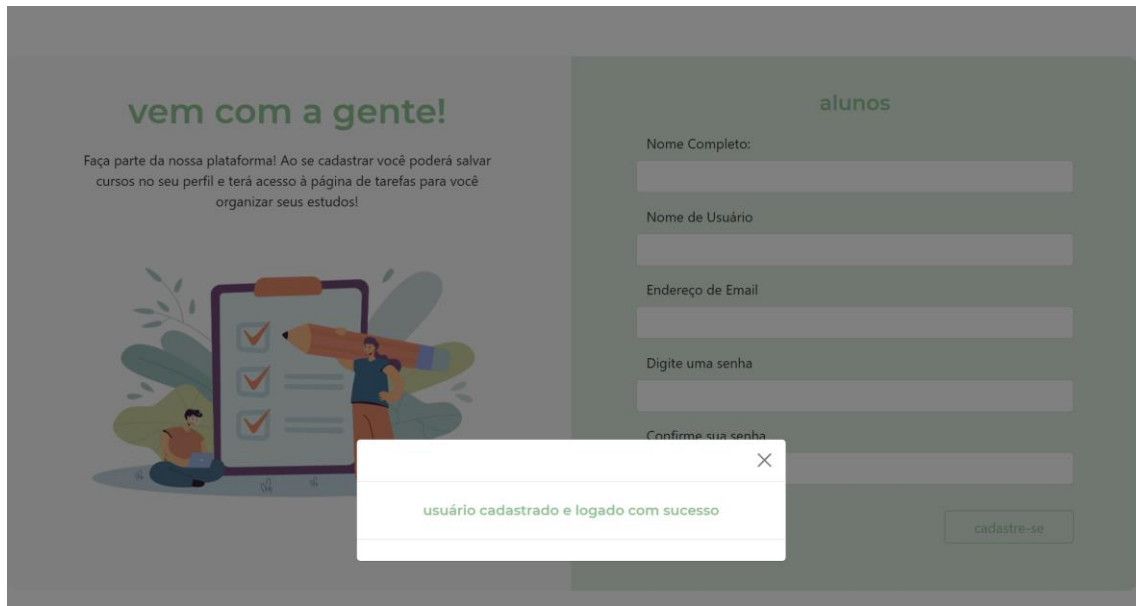 vem com a gente!
Faça parte da nossa plataforma! Ao se cadastrar você poderá salvar
cursos no seu perfil e terá acesso à página de tarefas para você
organizar seus estudos!
alunos
Nome Completo:
Nome de Usuário
Endereço de Email
Digite uma senha
Confirme sua senha
usuário cadastrado e logado com sucesso
cadastre-se